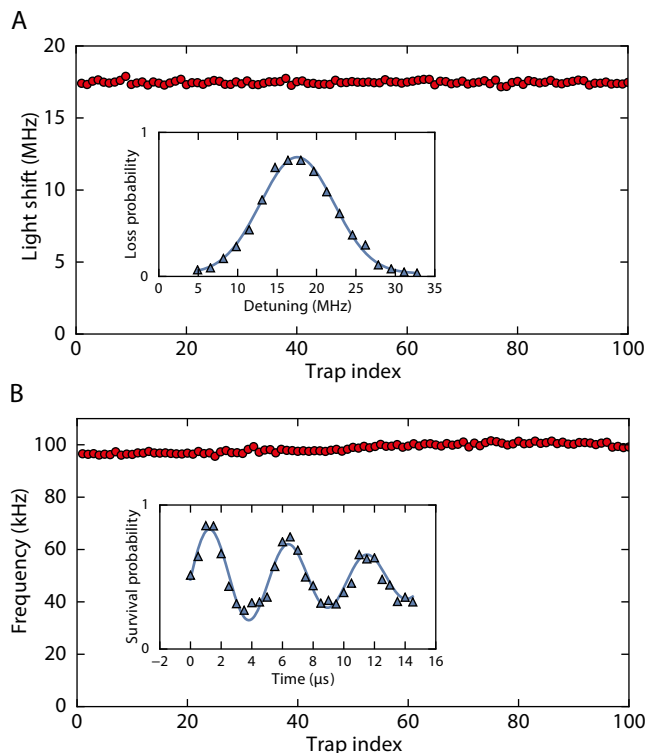 A
20
15
10
5
0
Light shift (MHz)
0 20 40 60 80 100
Trap index
1
0
Loss probability
0 5 10 15 20 25 30 35
Detuning (MHz)
B
100
80
60
40
20
0
Frequency (kHz)
0 20 40 60 80 100
Trap index
1
0
Survival probability
−2 0 2 4 6 8 10 12 14 16
Time (μs)